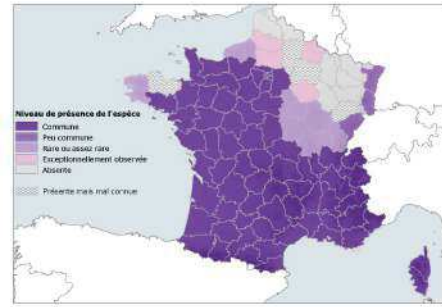 Niveau de présence de l'espèce
Commune
Peu commune
Rare ou assez rare
Exceptionnellement observée
Absente
Présente mais mal connue